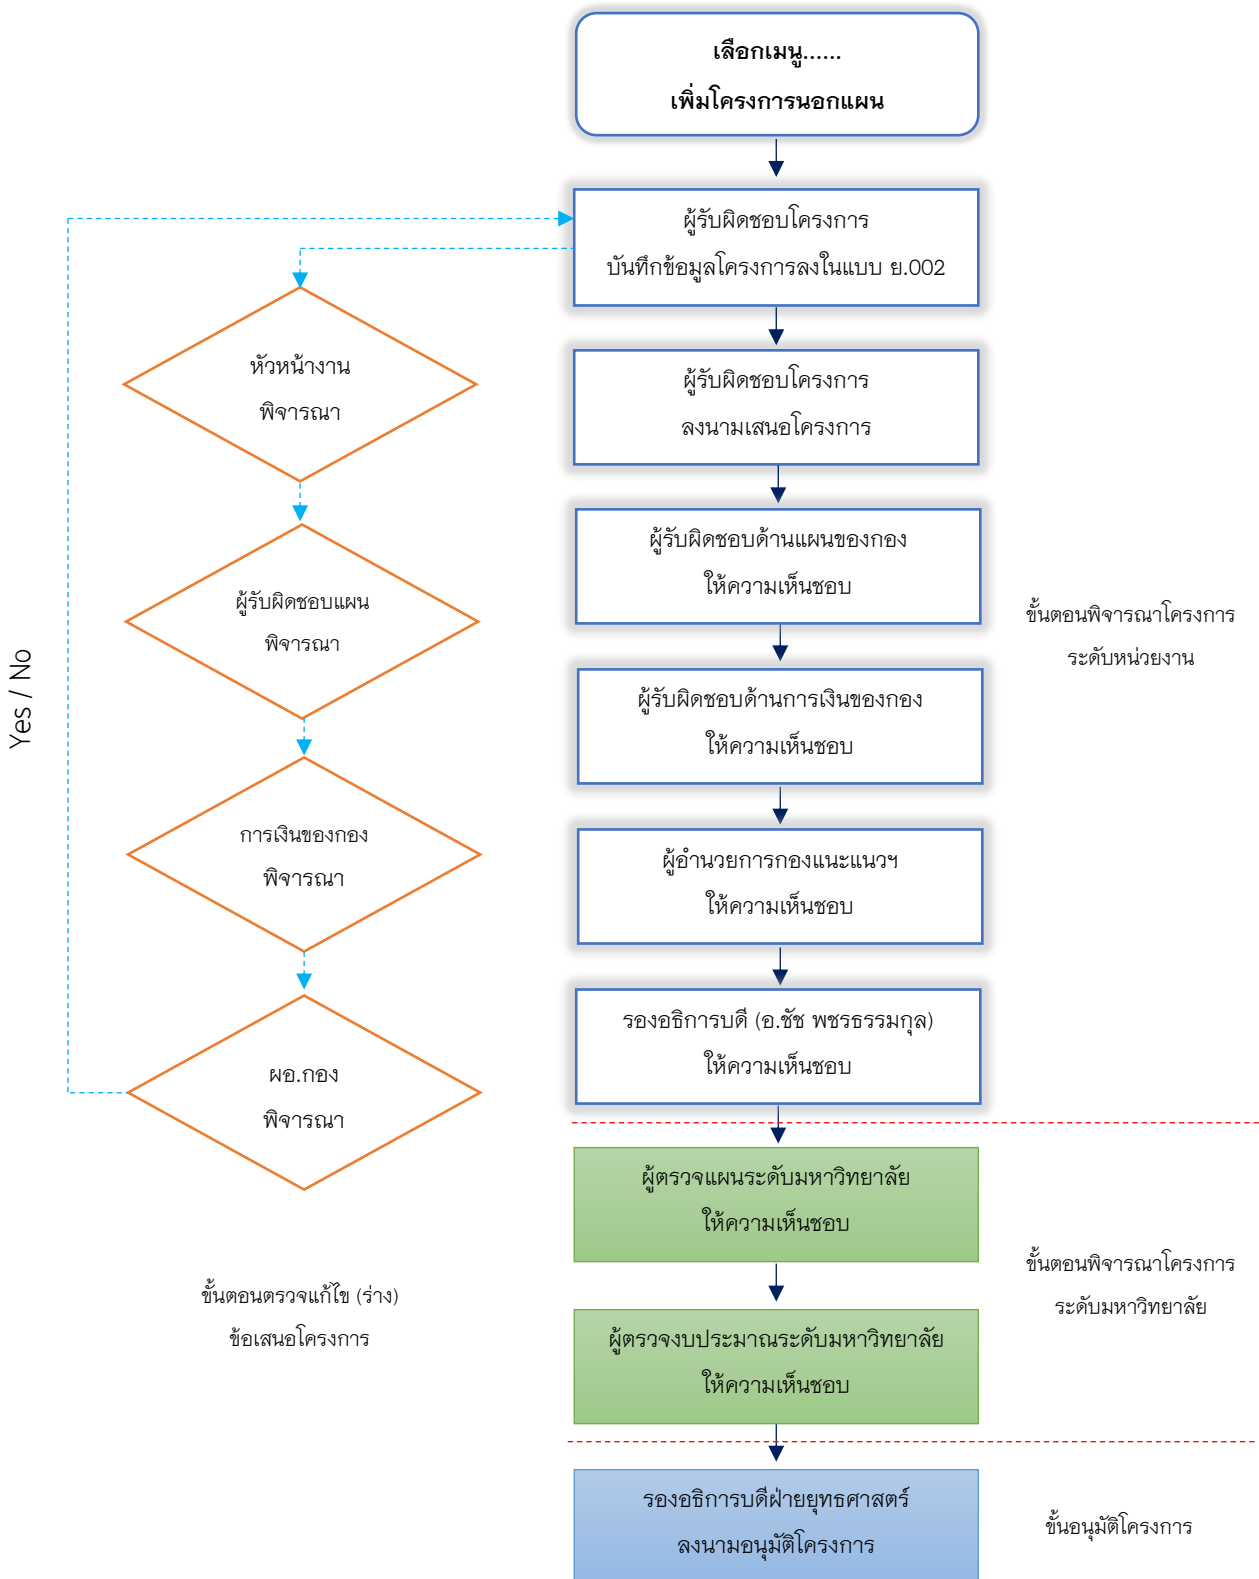 เลือกเมนู......
เพิ่มโครงการนอกแผน
ผู้รับผิดชอบโครงการ
บันทึกข้อมูลโครงการลงในแบบ ย.002
หัวหน้างาน
พิจารณา
ผู้รับผิดชอบโครงการ
ลงนามเสนอโครงการ
ผู้รับผิดชอบแผน
พิจารณา
ผู้รับผิดชอบด้านแผนของกอง
ให้ความเห็นชอบ
ขั้นตอนพิจารณาโครงการ
ระดับหน่วยงาน
Yes / No
ผู้รับผิดชอบด้านการเงินของกอง
ให้ความเห็นชอบ
การเงินของกอง
พิจารณา
ผู้อำนวยการกองแนะแนวฯ
ให้ความเห็นชอบ
ผอ.กอง
พิจารณา
รองอธิการบดี (อ.ชัช พชรธรรมกุล)
ให้ความเห็นชอบ
ผู้ตรวจแผนระดับมหาวิทยาลัย
ให้ความเห็นชอบ
ขั้นตอนตรวจแก้ไข (ร่าง)
ข้อเสนอโครงการ
ขั้นตอนพิจารณาโครงการ
ระดับมหาวิทยาลัย
ผู้ตรวจงบประมาณระดับมหาวิทยาลัย
ให้ความเห็นชอบ
รองอธิการบดีฝ่ายยุทธศาสตร์
ลงนามอนุมัติโครงการ
ขั้นอนุมัติโครงการ